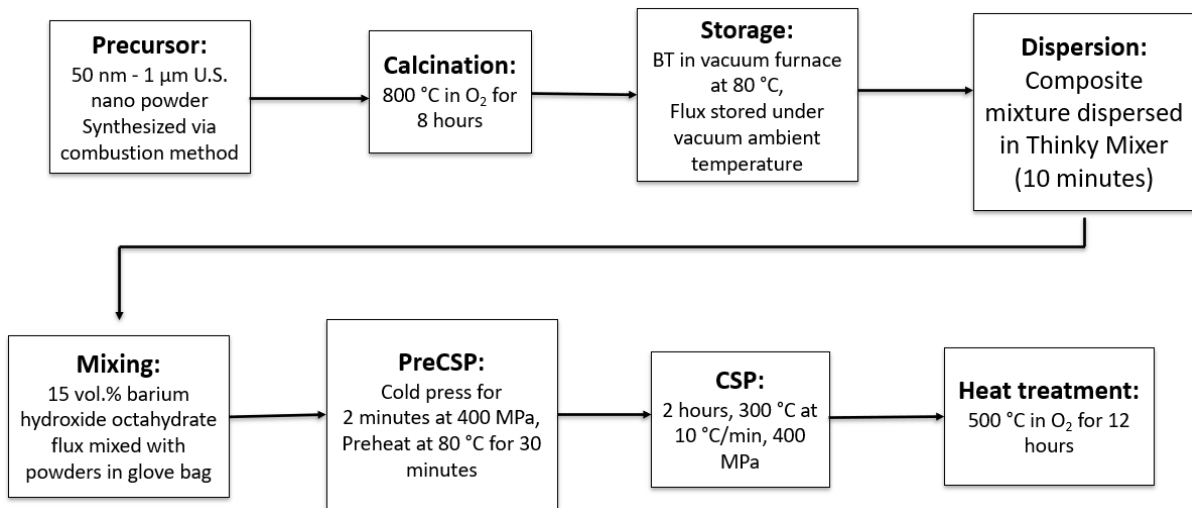 Precursor:
50 nm - 1 µm U.S.
nano powder
Synthesized via
combustion method
Calcination:
800 °C in O₂ for
8 hours
Storage:
BT in vacuum furnace
at 80 °C,
Flux stored under
vacuum ambient
temperature
Dispersion:
Composite
mixture dispersed
in Thinky Mixer
(10 minutes)
Mixing:
15 vol.% barium
hydroxide octahydrate
flux mixed with
powders in glove bag
PreCSP:
Cold press for
2 minutes at 400 MPa,
Preheat at 80 °C for 30
minutes
CSP:
2 hours, 300 °C at
10 °C/min, 400
MPa
Heat treatment:
500 °C in O₂ for 12
hours